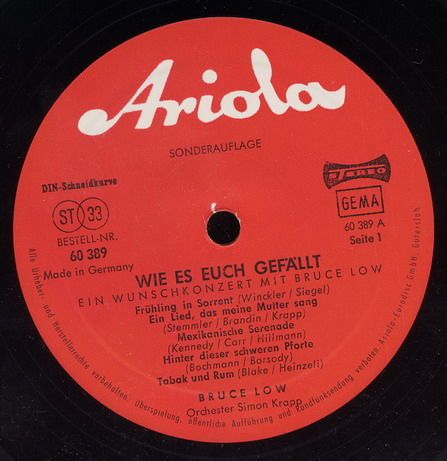 Ariola
SONDERAUFLAGE
DIN-Schneidkurve
ST 33
BESTELL-NR.
60 389
Made in Germany
STEREO
GEMA
60 389 A
Seite 1
WIE ES EUCH GEFÄLLT
EIN WUNSCHKONZERT MIT BRUCE LOW
Frühling in Sorrent (Winckler / Siegel)
Ein Lied, das meine Mutter sang
(Stemmler / Brandin / Krapp)
Mexikanische Serenade
(Kennedy / Carr / Hillmann)
Hinter dieser schweren Pforte
(Bochmann / Borsody)
Tabak und Rum (Blake / Heinzeli)
BRUCE LOW
Orchester Simon Krapp
Alle Urheber- und Herstellerrechte vorbehalten. Überspielung, öffentliche Aufführung und Rundfunksendung verboten. Ariola-Eurodisc GmbH. Gütersloh